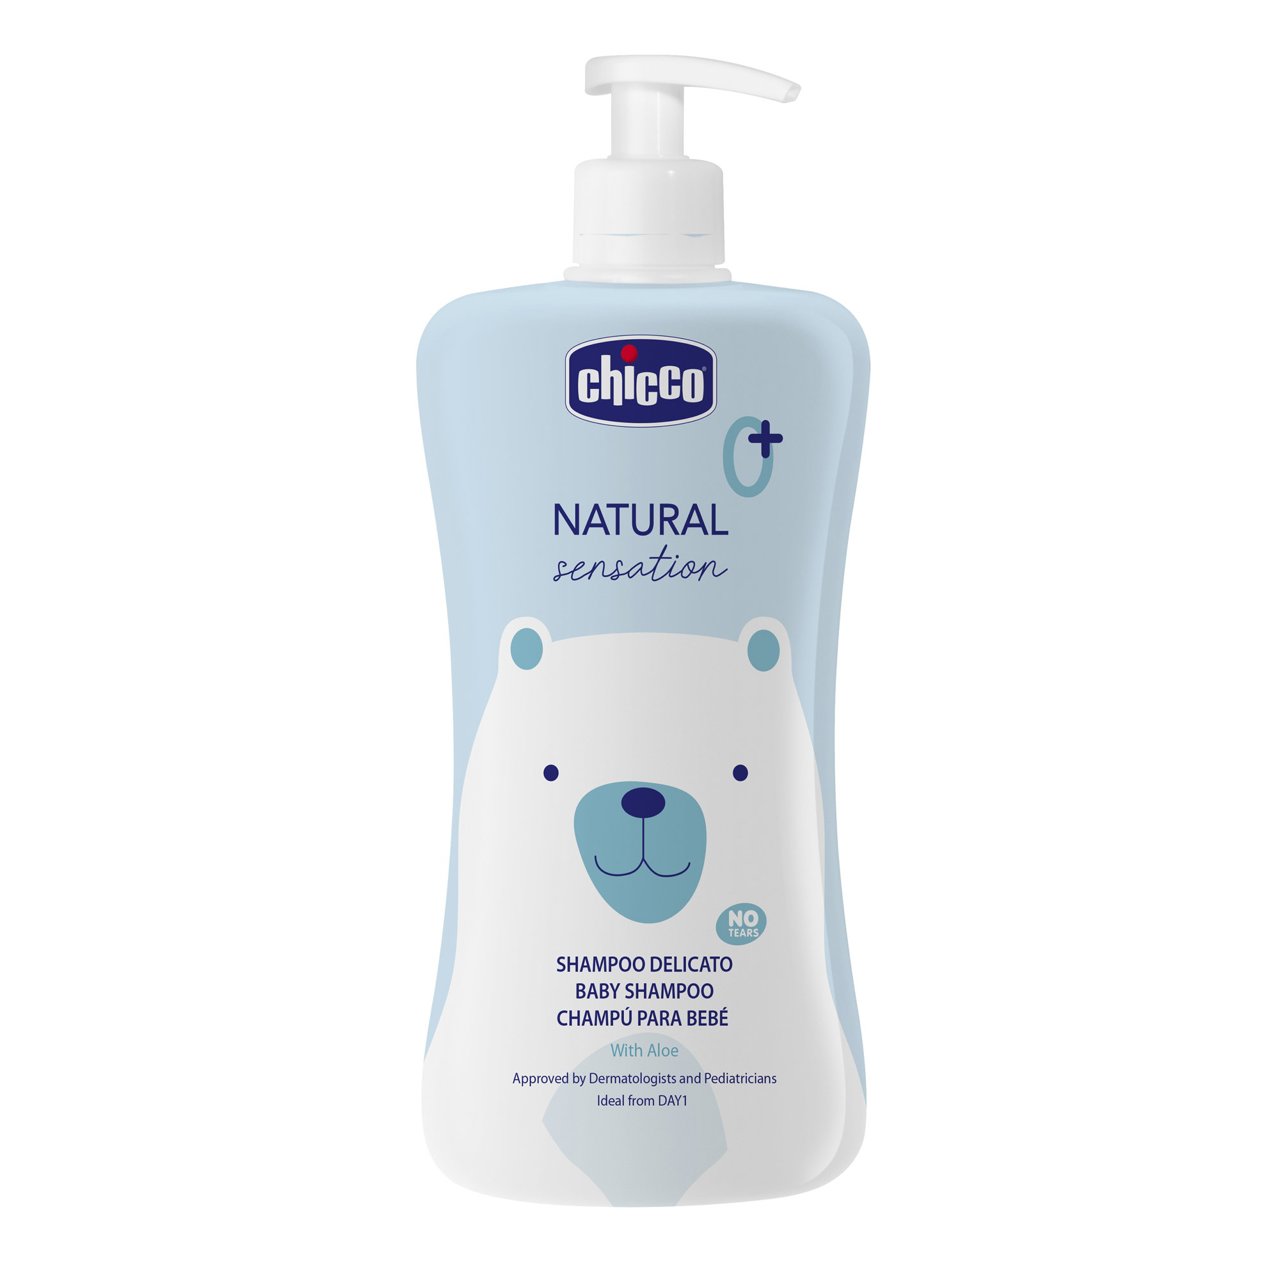 chicco®
0+
NATURAL
sensation
NO
TEARS
SHAMPOO DELICATO
BABY SHAMPOO
CHAMPÚ PARA BEBÉ
With Aloe
Approved by Dermatologists and Pediatricians
Ideal from DAY1